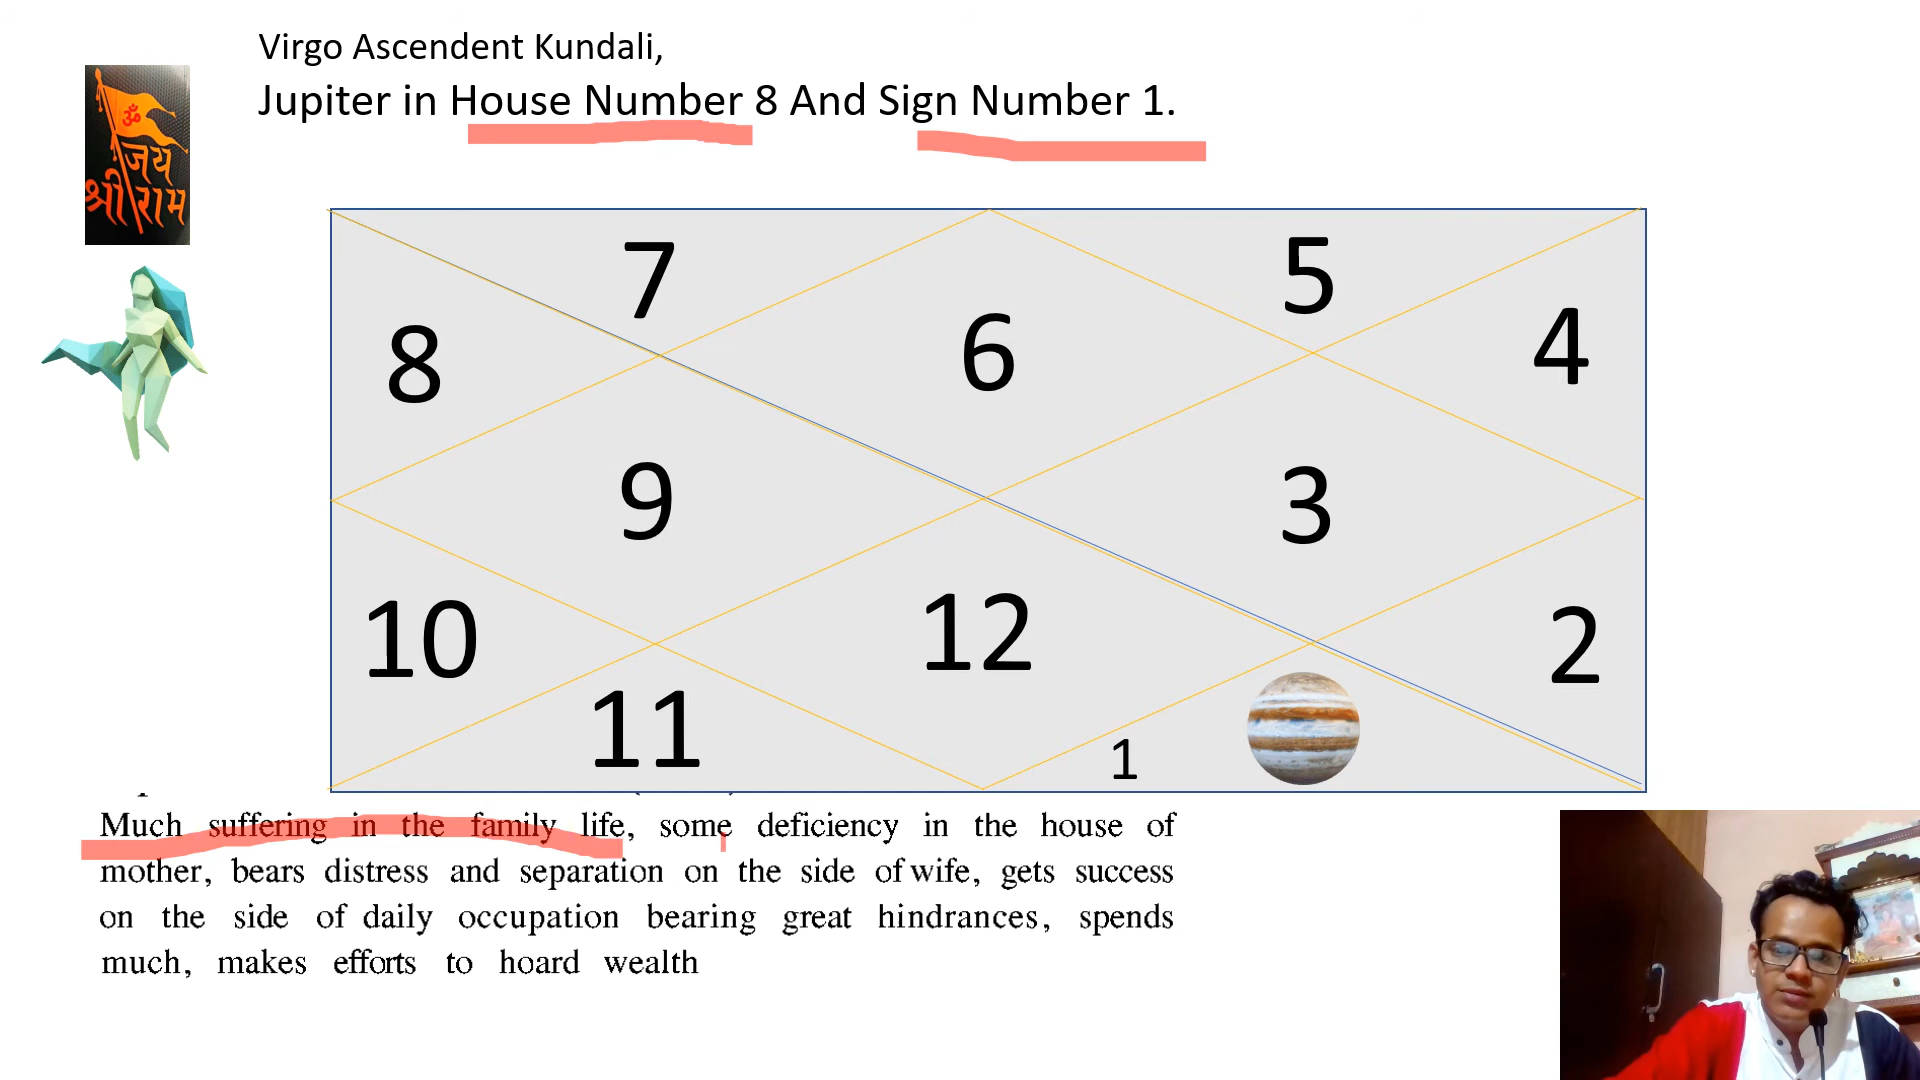 Virgo Ascendent Kundali,
Jupiter in House Number 8 And Sign Number 1.
ॐ
जय
श्री राम
7
5
8
6
4
9
3
10
12
2
11
1
Much suffering in the family life, some deficiency in the house of
mother, bears distress and separation on the side of wife, gets success
on the side of daily occupation bearing great hindrances, spends
much, makes efforts to hoard wealth